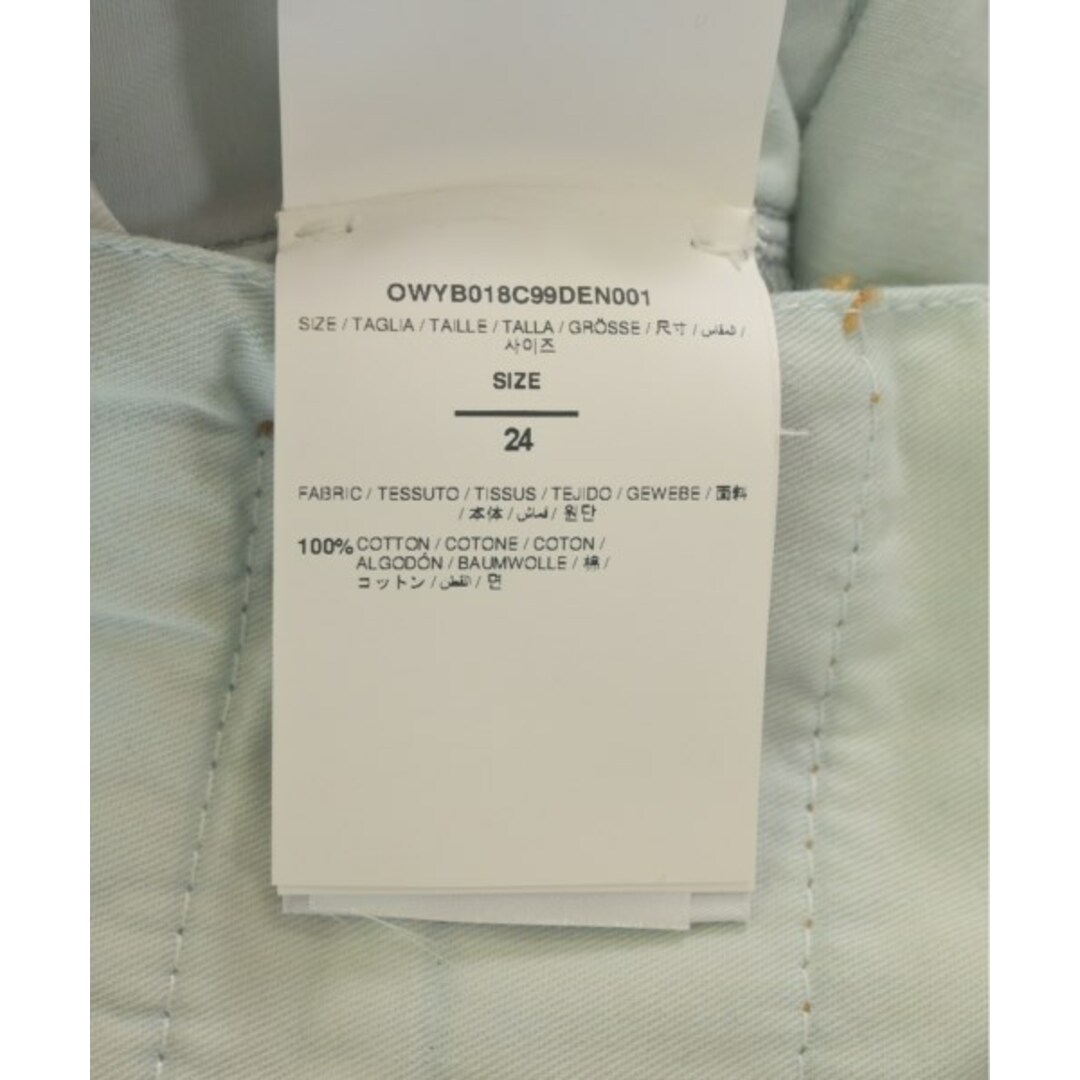 OWYB018C99DEN001
SIZE / TAGLIA / TAILLE / TALLA / GRÖSSE / 尺寸 / المقاس /
사이즈
SIZE
24
FABRIC / TESSUTO / TISSUS / TEJIDO / GEWEBE / 面料
/ 本体 / قماش / 원단
100% COTTON / COTONE / COTON /
ALGODÓN / BAUMWOLLE / 棉 /
コットン / القطن / 면